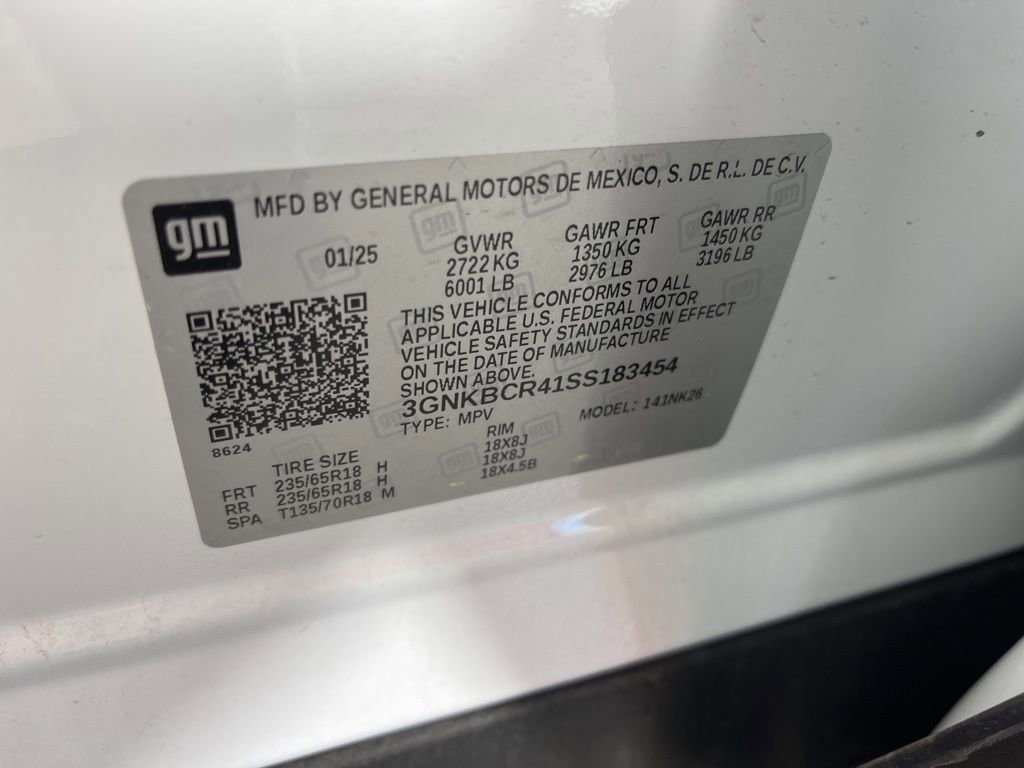 gm
MFD BY GENERAL MOTORS DE MEXICO, S. DE R.L. DE C.V.
01/25
GVWR GAWR FRT GAWR RR
2722 KG 1350 KG 1450 KG
6001 LB 2976 LB 3196 LB
THIS VEHICLE CONFORMS TO ALL
APPLICABLE U.S. FEDERAL MOTOR
VEHICLE SAFETY STANDARDS IN EFFECT
ON THE DATE OF MANUFACTURE
SHOWN ABOVE.
3GNKBCR41SS183454
TYPE: MPV MODEL: 141NK26
8624
TIRE SIZE RIM
FRT 235/65R18 H 18X8J
RR 235/65R18 H 18X8J
SPA T135/70R18 M 18X4.5B